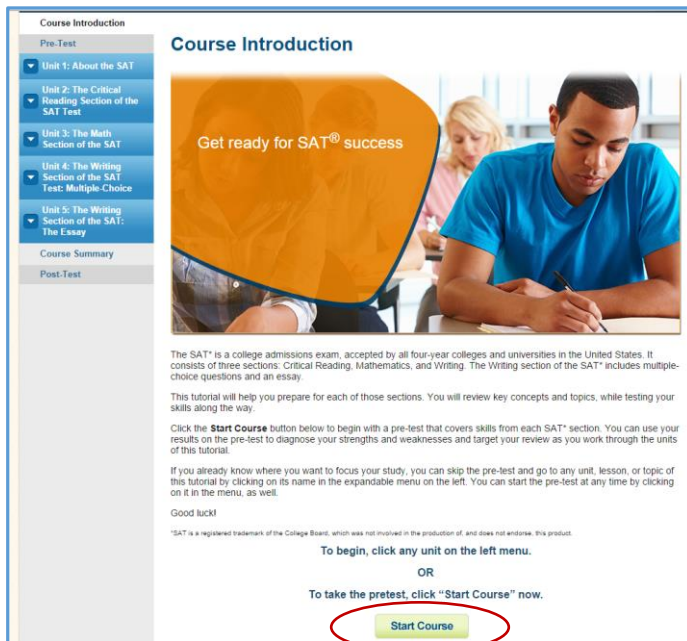 Course Introduction
Pre-Test
Unit 1: About the SAT
Unit 2: The Critical
Reading Section of the
SAT Test
Unit 3: The Math
Section of the SAT
Unit 4: The Writing
Section of the SAT
Test: Multiple-Choice
Unit 5: The Writing
Section of the SAT:
The Essay
Course Summary
Post-Test
Course Introduction
Get ready for SAT® success
The SAT* is a college admissions exam, accepted by all four-year colleges and universities in the United States. It
consists of three sections: Critical Reading, Mathematics, and Writing. The Writing section of the SAT* includes multiple-
choice questions and an essay.
This tutorial will help you prepare for each of those sections. You will review key concepts and topics, while testing your
skills along the way.
Click the Start Course button below to begin with a pre-test that covers skills from each SAT* section. You can use your
results on the pre-test to diagnose your strengths and weaknesses and target your review as you work through the units
of this tutorial.
If you already know where you want to focus your study, you can skip the pre-test and go to any unit, lesson, or topic of
this tutorial by clicking on its name in the expandable menu on the left. You can start the pre-test at any time by clicking
on it in the menu, as well.
Good luck!
*SAT is a registered trademark of the College Board, which was not involved in the production of, and does not endorse, this product.
To begin, click any unit on the left menu.
OR
To take the pretest, click “Start Course” now.
Start Course